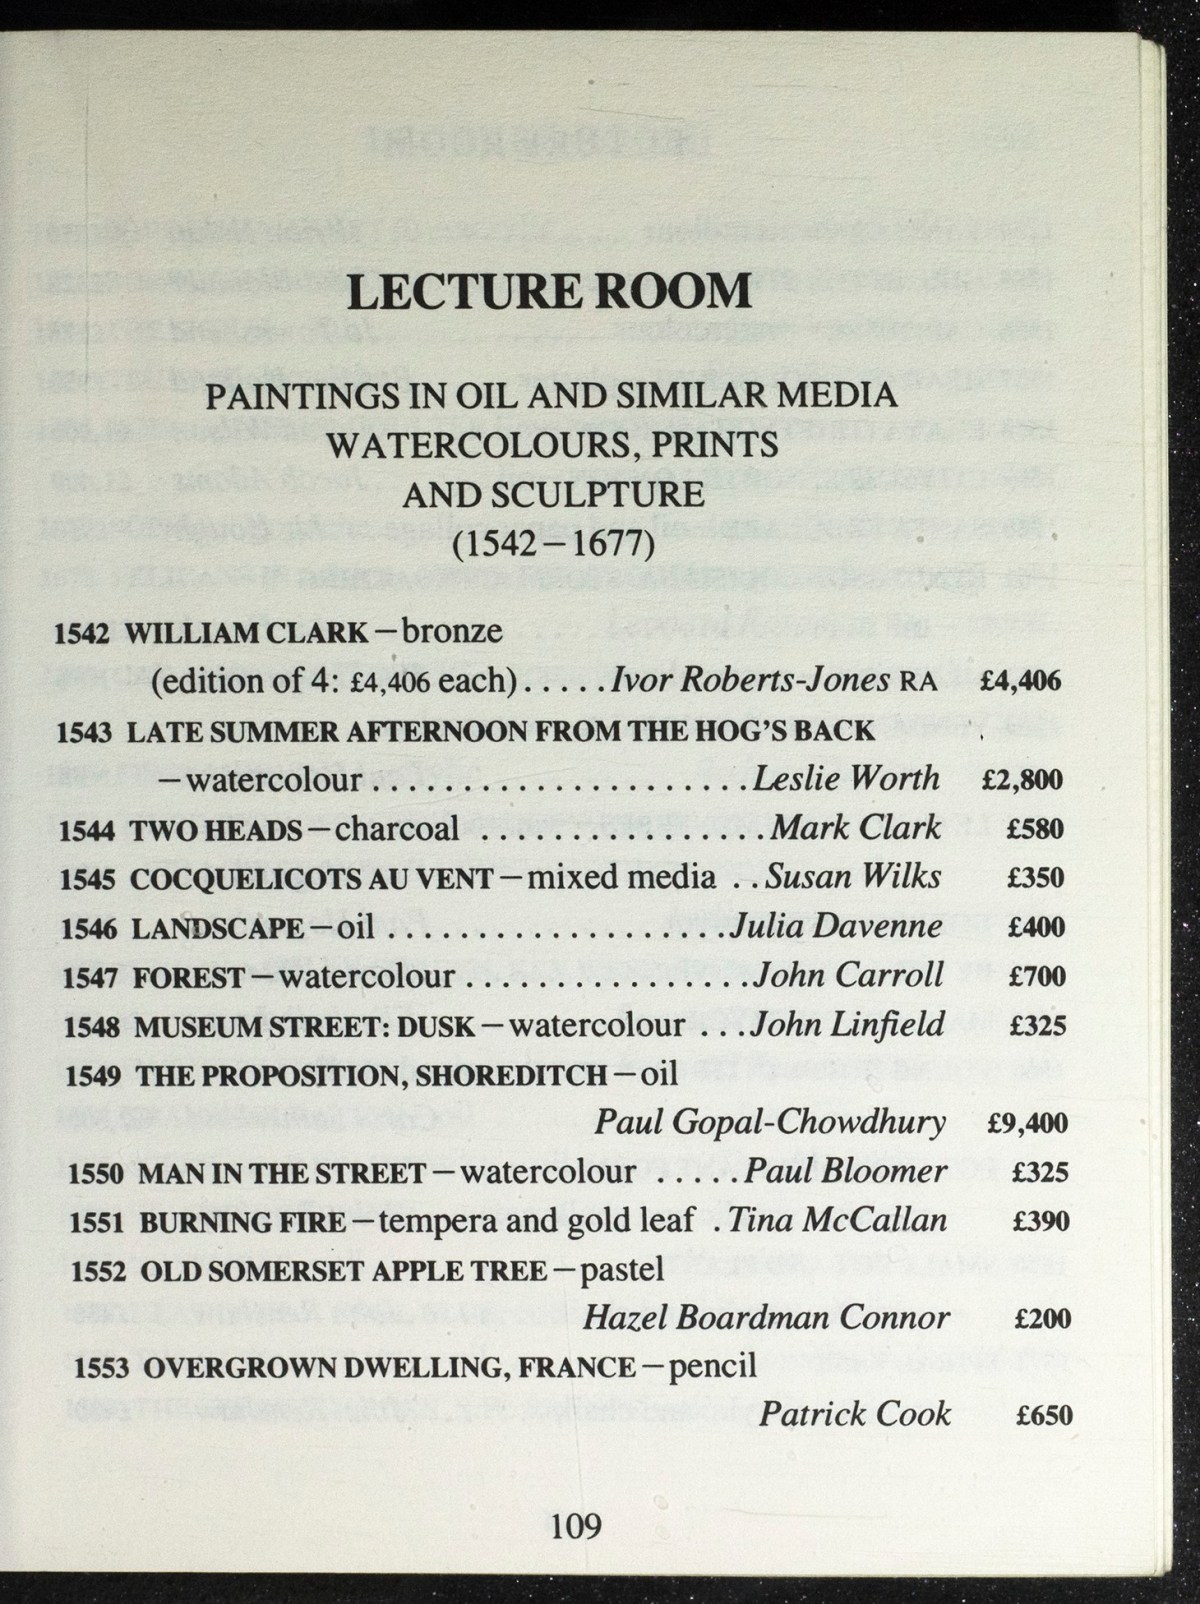 LECTURE ROOM
PAINTINGS IN OIL AND SIMILAR MEDIA
WATERCOLOURS, PRINTS
AND SCULPTURE
(1542–1677)
1542 WILLIAM CLARK—bronze
(edition of 4: £4,406 each).....Ivor Roberts-Jones RA £4,406
1543 LATE SUMMER AFTERNOON FROM THE HOG'S BACK
—watercolour......................Leslie Worth £2,800
1544 TWO HEADS—charcoal ................Mark Clark £580
1545 COCQUELICOTS AU VENT—mixed media ..Susan Wilks £350
1546 LANDSCAPE—oil....................Julia Davenne £400
1547 FOREST—watercolour................John Carroll £700
1548 MUSEUM STREET: DUSK—watercolour ...John Linfield £325
1549 THE PROPOSITION, SHOREDITCH—oil
Paul Gopal-Chowdhury £9,400
1550 MAN IN THE STREET—watercolour .....Paul Bloomer £325
1551 BURNING FIRE—tempera and gold leaf .Tina McCallan £390
1552 OLD SOMERSET APPLE TREE—pastel
Hazel Boardman Connor £200
1553 OVERGROWN DWELLING, FRANCE—pencil
Patrick Cook £650
109